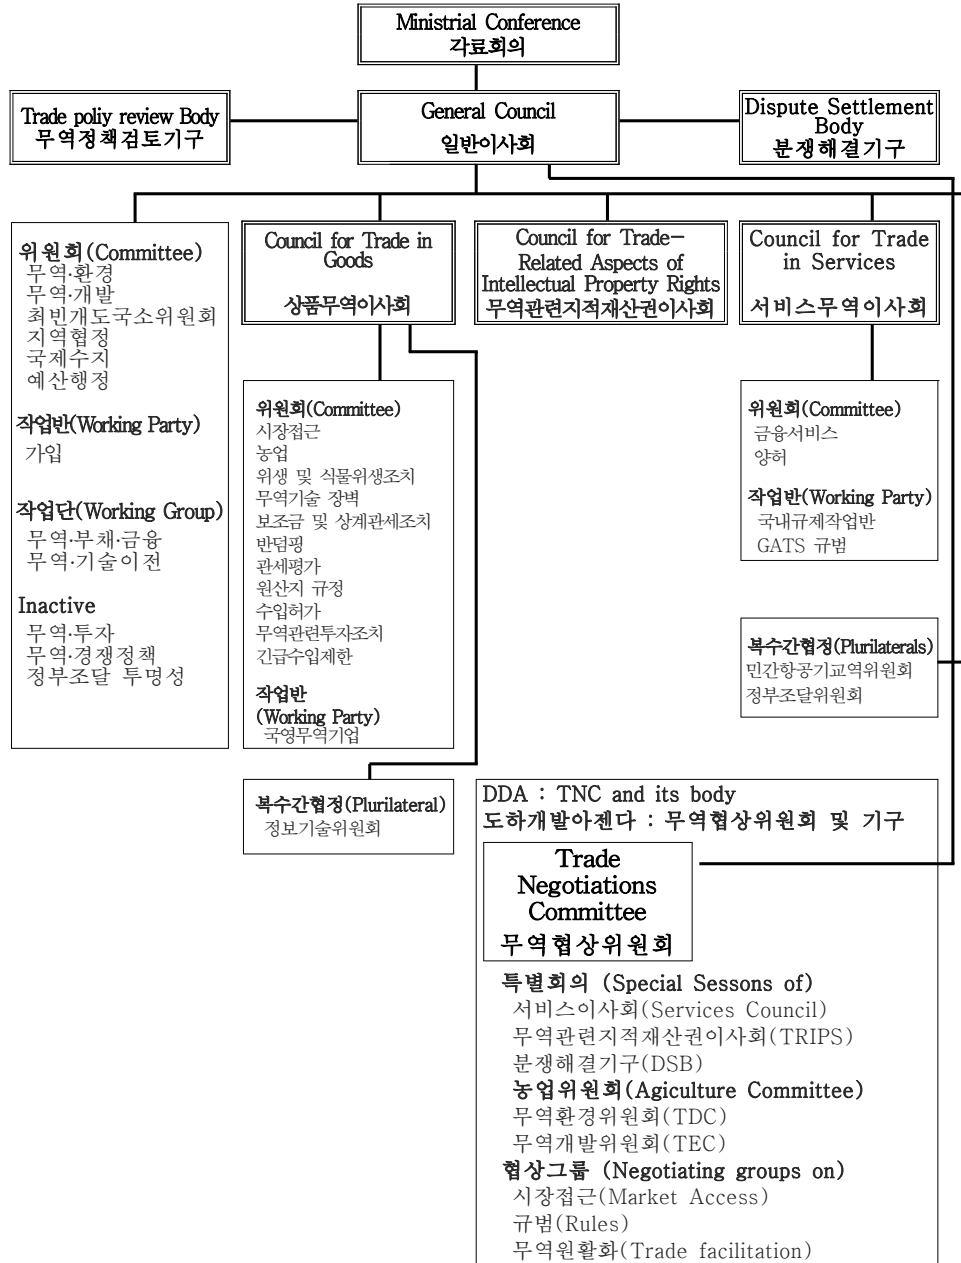 Ministrial Conference
각료회의
Trade poliy review Body
무역정책검토기구
General Council
일반이사회
Dispute Settlement
Body
분쟁해결기구
위원회(Committee)
무역·환경
무역·개발
최빈개도국소위원회
지역협정
국제수지
예산행정
작업반(Working Party)
가입
작업단(Working Group)
무역·부채·금융
무역·기술이전
Inactive
무역·투자
무역·경쟁정책
정부조달 투명성
Council for Trade in
Goods
상품무역이사회
위원회(Committee)
시장접근
농업
위생 및 식물위생조치
무역기술 장벽
보조금 및 상계관세조치
반덤핑
관세평가
원산지 규정
수입허가
무역관련투자조치
긴급수입제한
작업반
(Working Party)
국영무역기업
복수간협정(Plurilateral)
정보기술위원회
Council for Trade-
Related Aspects of
Intellectual Property Rights
무역관련지적재산권이사회
Council for Trade
in Services
서비스무역이사회
위원회(Committee)
금융서비스
양허
작업반(Working Party)
국내규제작업반
GATS 규범
복수간협정(Plurilaterals)
민간항공기교역위원회
정부조달위원회
DDA : TNC and its body
도하개발아젠다 : 무역협상위원회 및 기구
Trade
Negotiations
Committee
무역협상위원회
특별회의 (Special Sessons of)
서비스이사회(Services Council)
무역관련지적재산권이사회(TRIPS)
분쟁해결기구(DSB)
농업위원회(Agiculture Committee)
무역환경위원회(TDC)
무역개발위원회(TEC)
협상그룹 (Negotiating groups on)
시장접근(Market Access)
규범(Rules)
무역원활화(Trade facilitation)